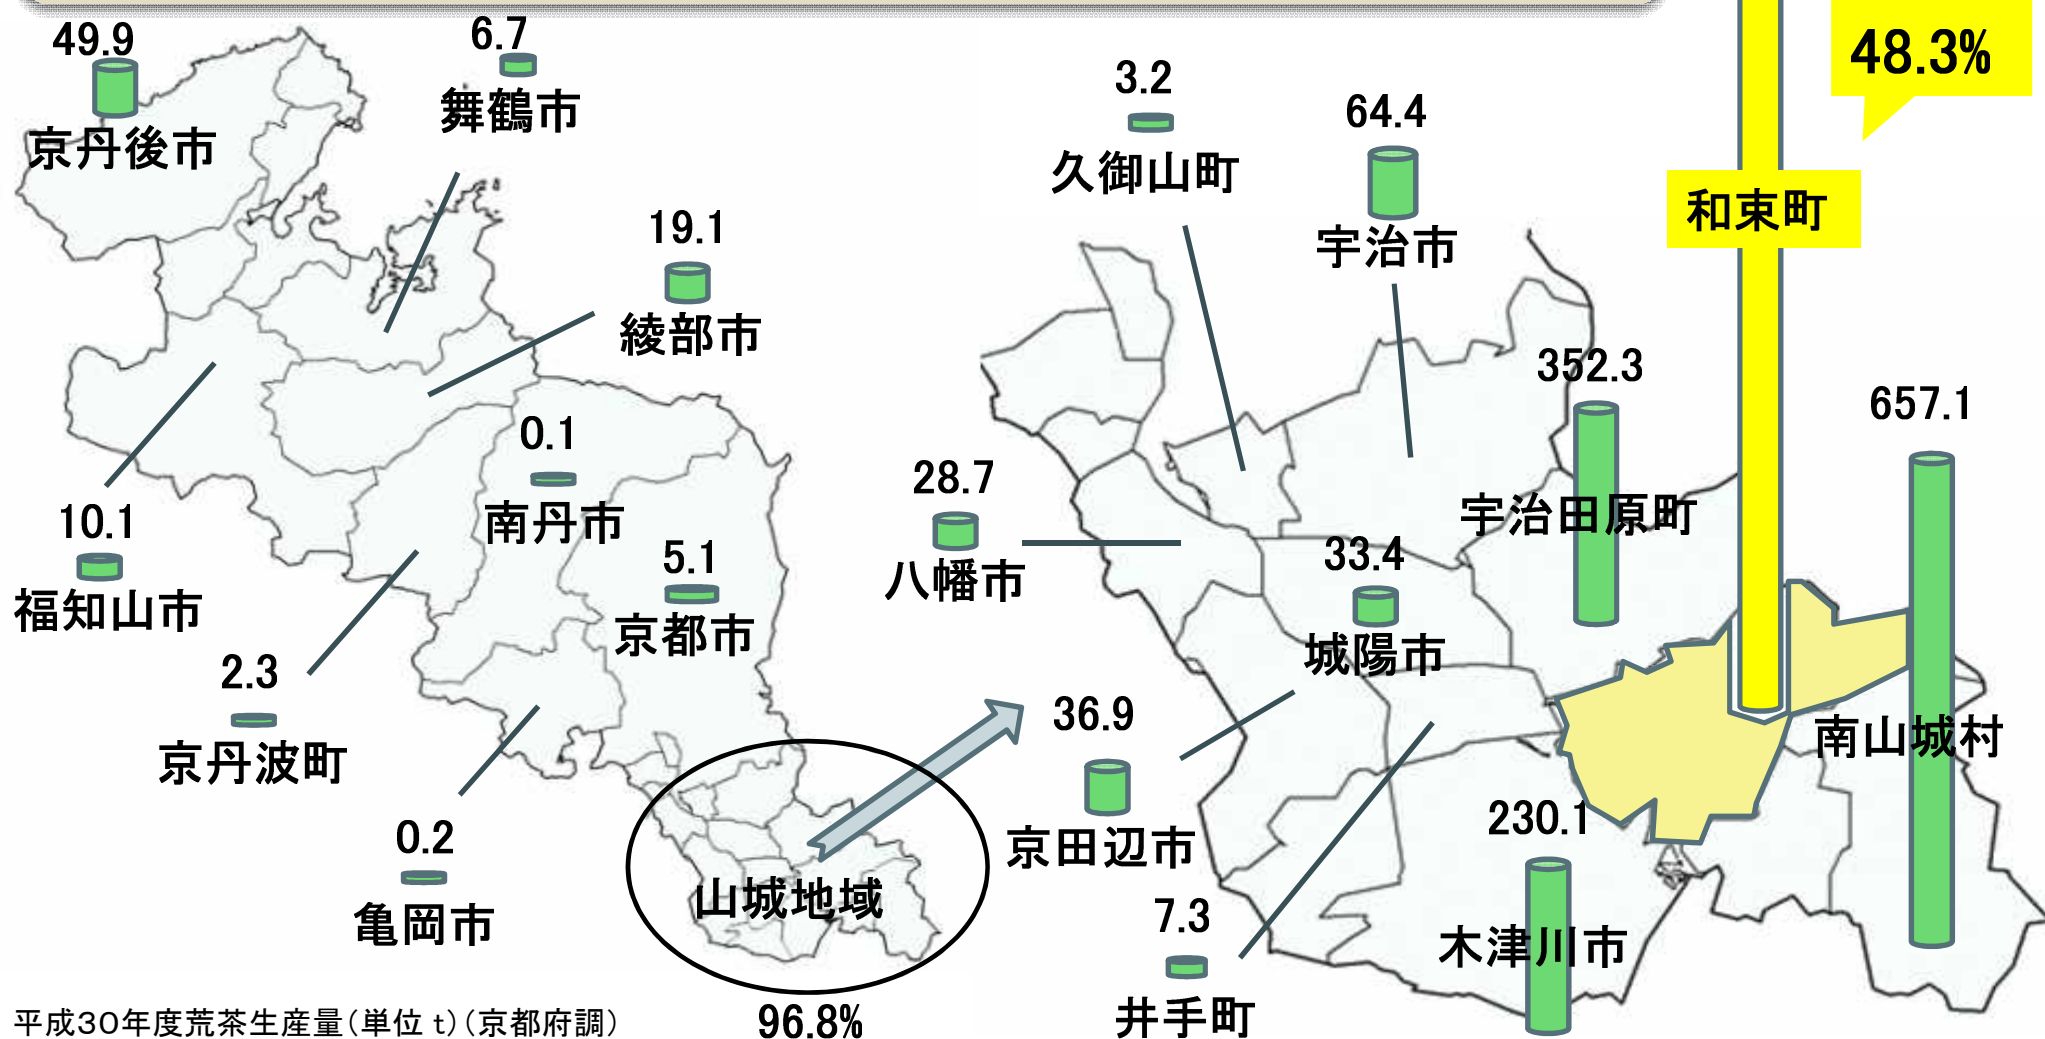 49.9
京丹後市
6.7
舞鶴市
19.1
綾部市
10.1
福知山市
0.1
南丹市
5.1
京都市
2.3
京丹波町
0.2
亀岡市
山城地域
96.8%
平成30年度荒茶生産量(単位 t)(京都府調)
3.2
久御山町
64.4
宇治市
48.3%
和束町
352.3
宇治田原町
657.1
南山城村
28.7
八幡市
33.4
城陽市
36.9
京田辺市
7.3
井手町
230.1
木津川市